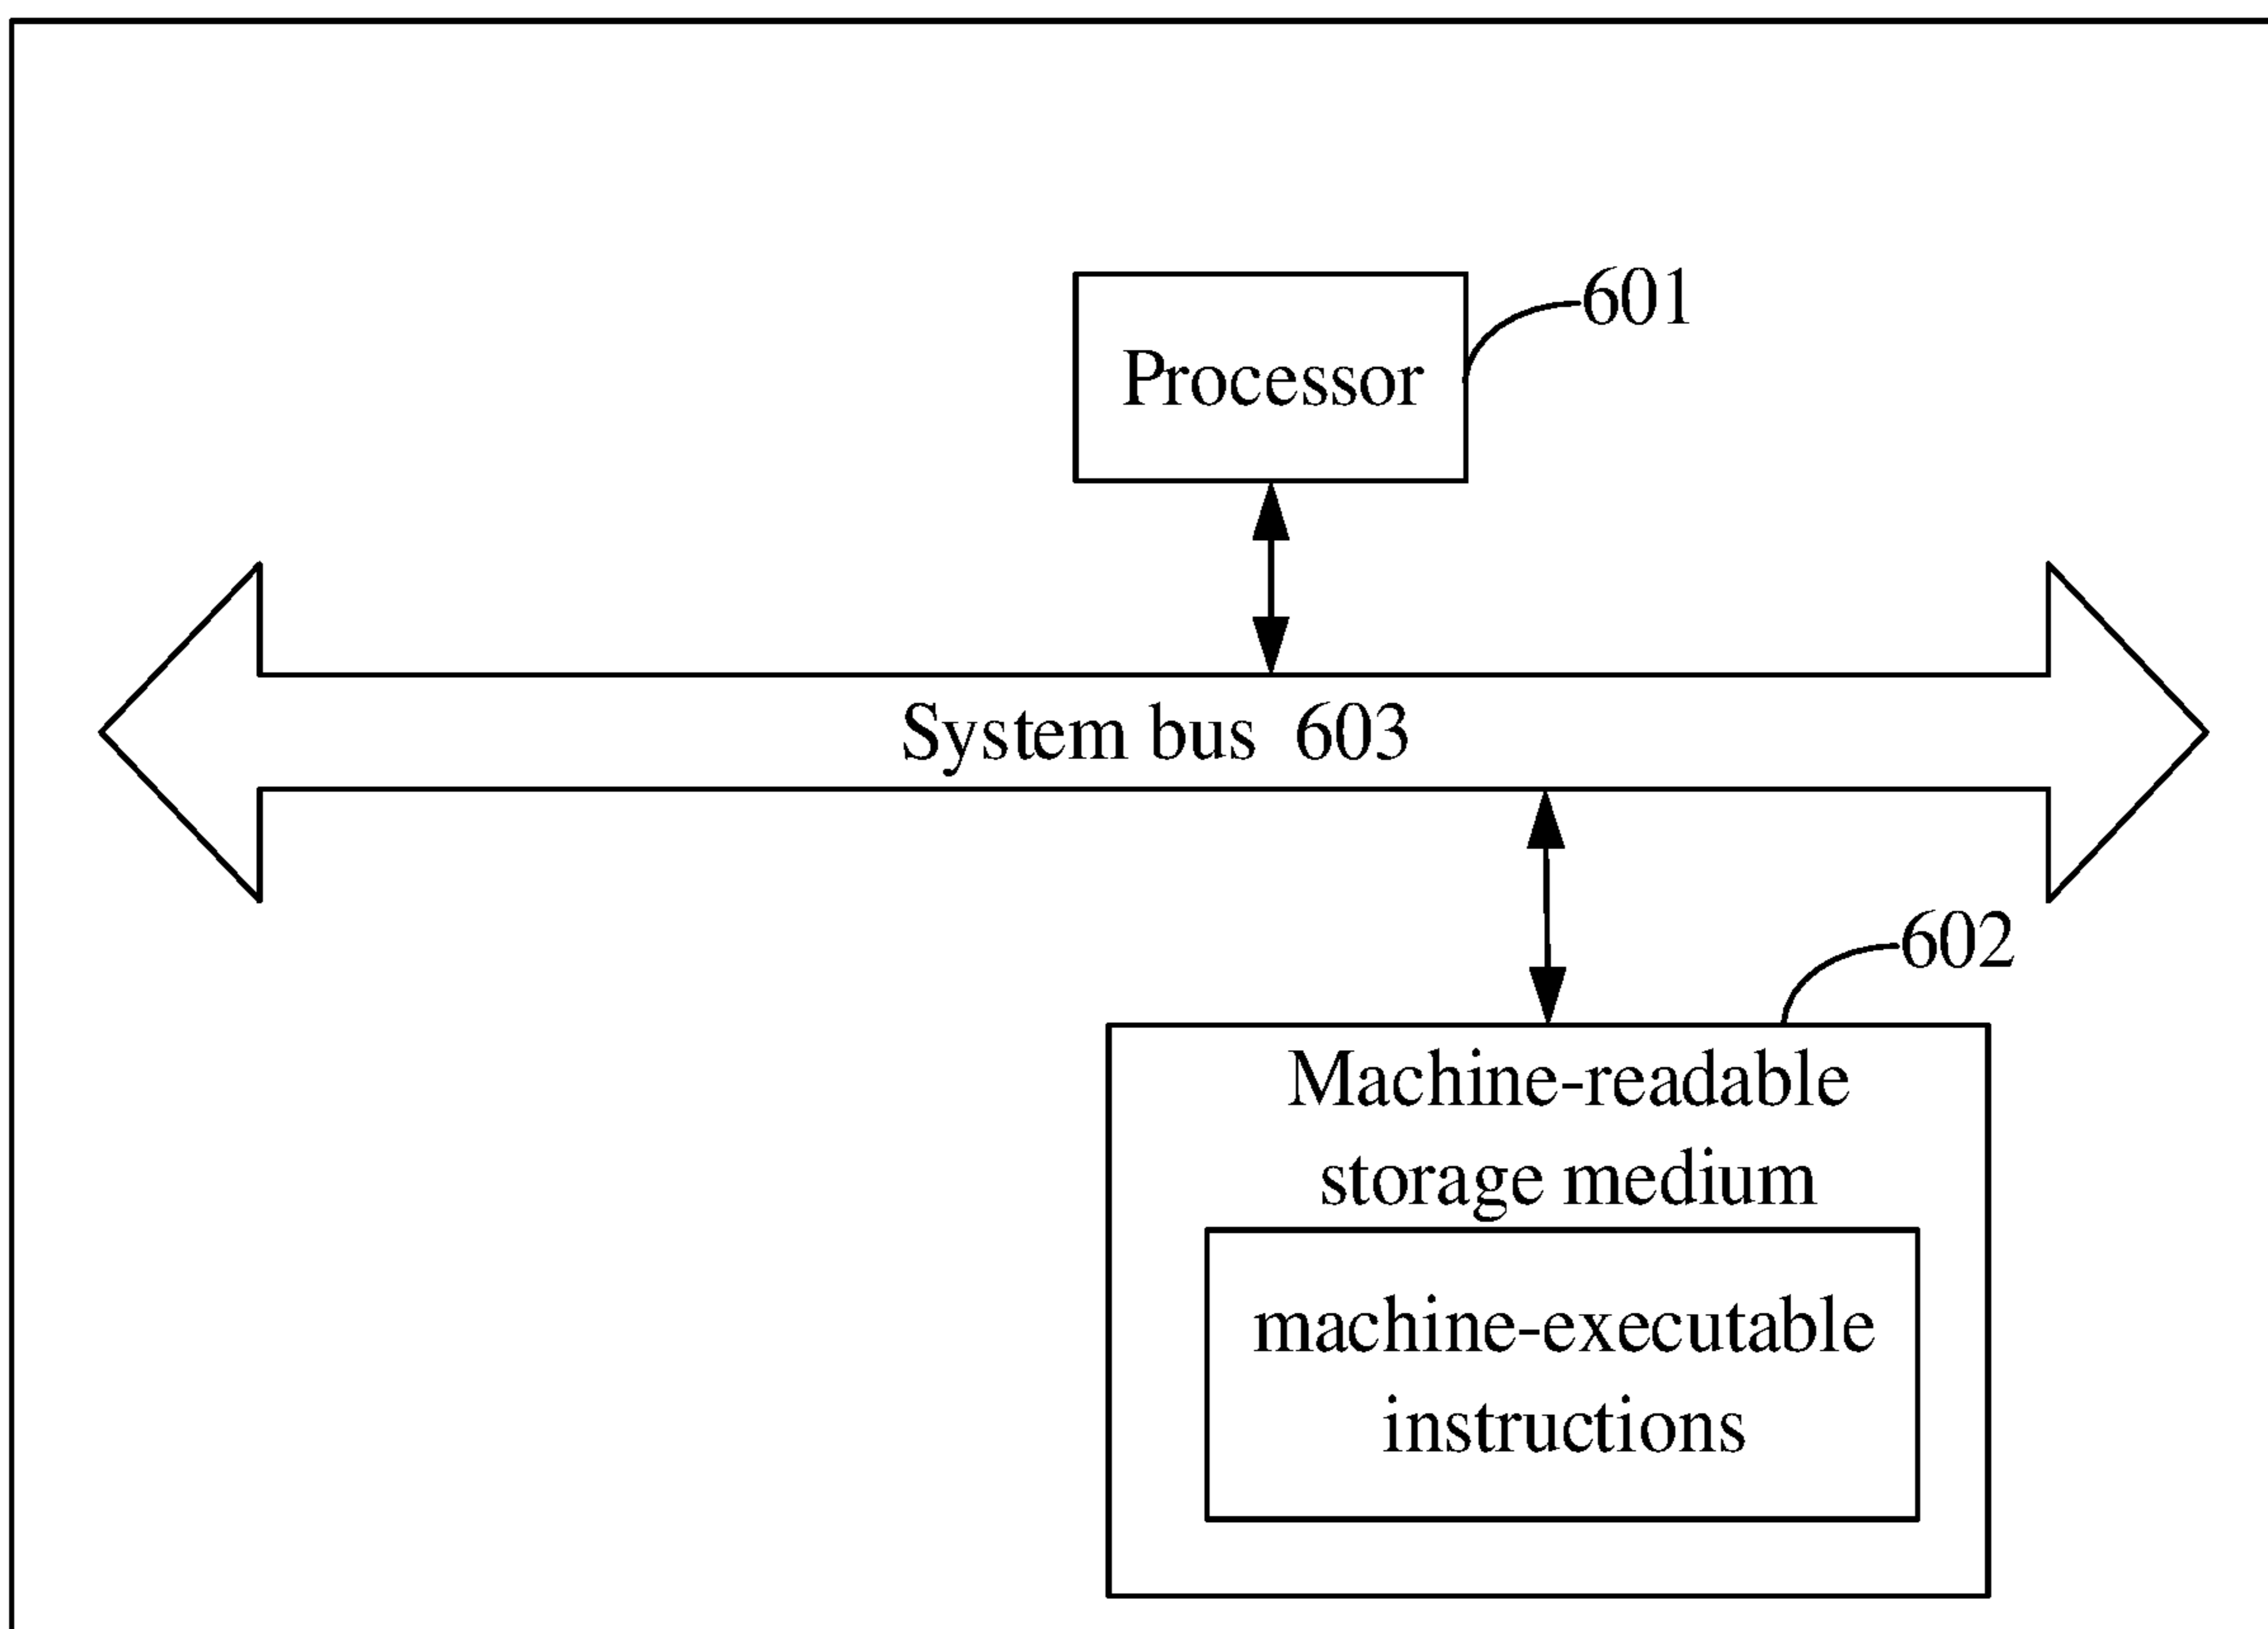 601
Processor
System bus 603
602
Machine-readable
storage medium
machine-executable
instructions